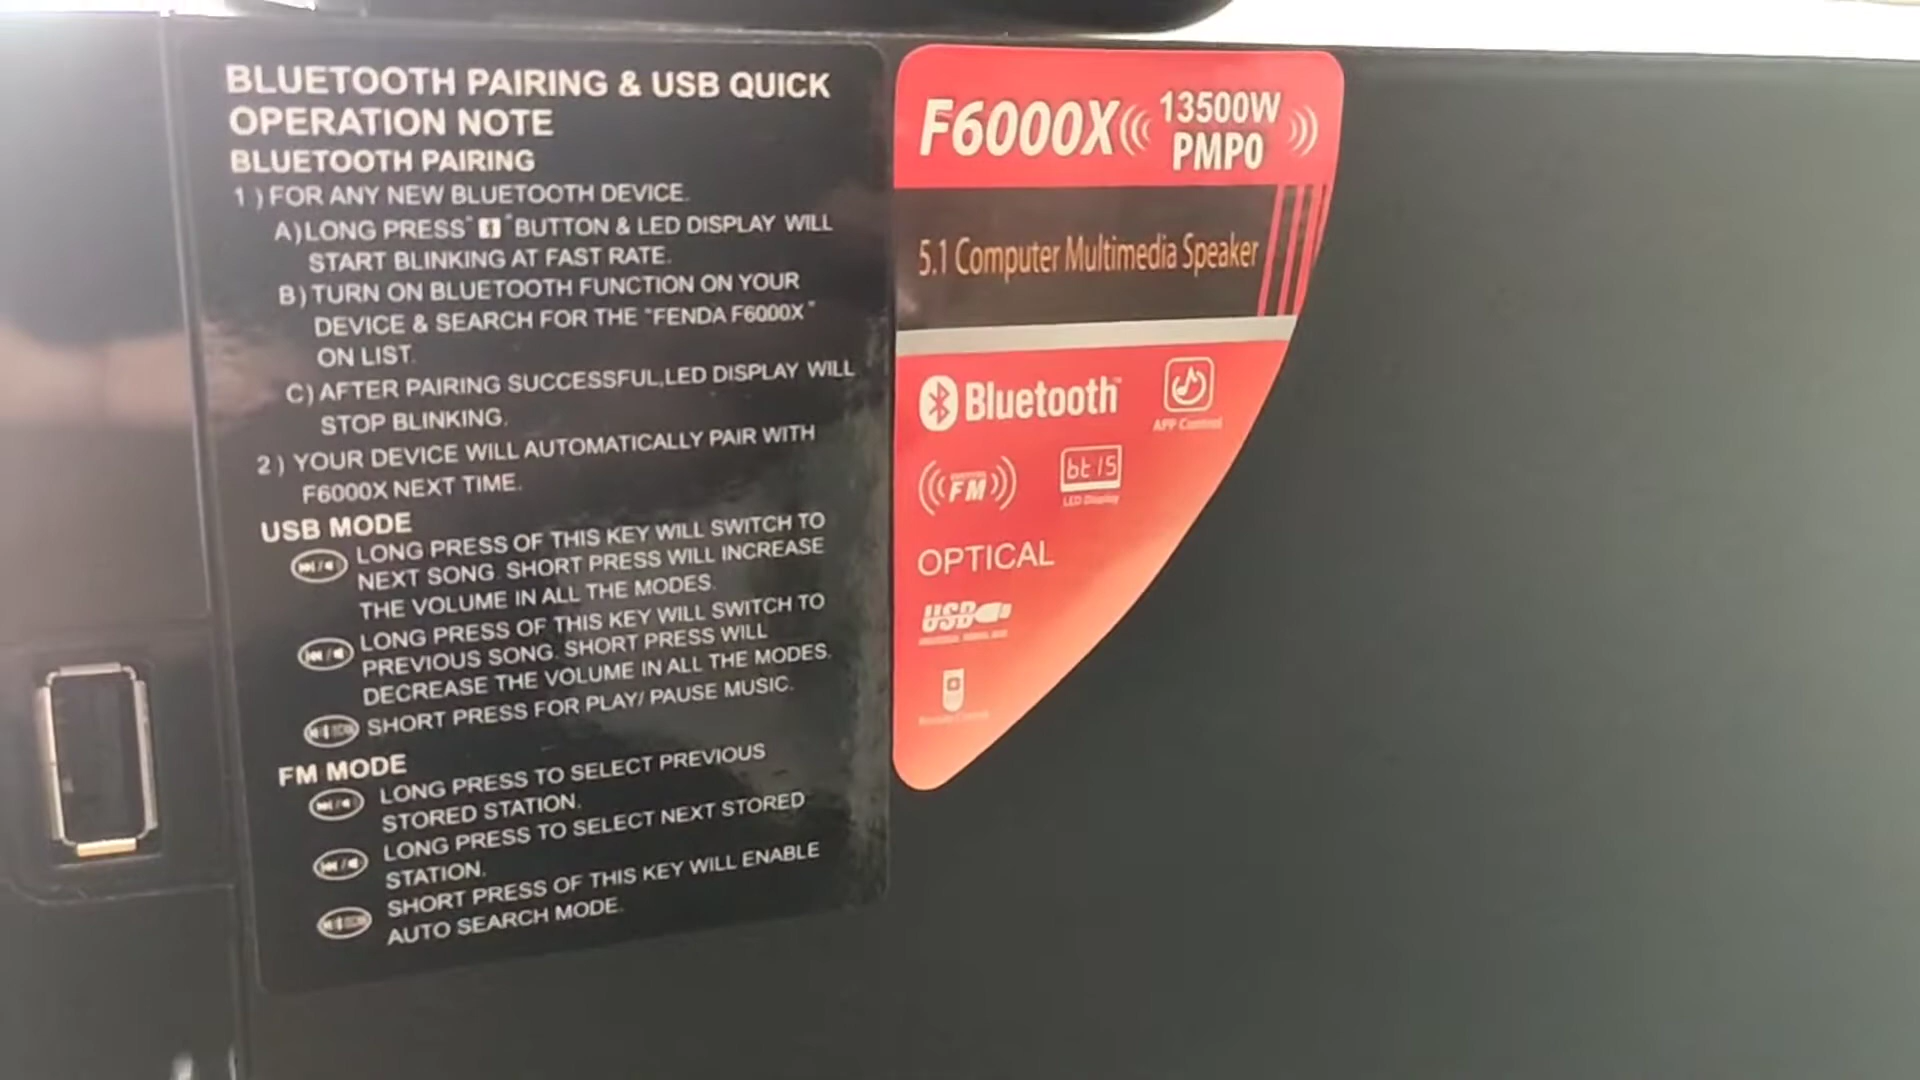 BLUETOOTH PAIRING & USB QUICK
OPERATION NOTE
BLUETOOTH PAIRING
1 ) FOR ANY NEW BLUETOOTH DEVICE.
A) LONG PRESS" "BUTTON & LED DISPLAY WILL
START BLINKING AT FAST RATE.
B) TURN ON BLUETOOTH FUNCTION ON YOUR
DEVICE & SEARCH FOR THE "FENDA F6000X"
ON LIST.
C) AFTER PAIRING SUCCESSFUL,LED DISPLAY WILL
STOP BLINKING.
2 ) YOUR DEVICE WILL AUTOMATICALLY PAIR WITH
F6000X NEXT TIME.
USB MODE
LONG PRESS OF THIS KEY WILL SWITCH TO
NEXT SONG. SHORT PRESS WILL INCREASE
THE VOLUME IN ALL THE MODES.
LONG PRESS OF THIS KEY WILL SWITCH TO
PREVIOUS SONG. SHORT PRESS WILL
DECREASE THE VOLUME IN ALL THE MODES.
SHORT PRESS FOR PLAY/ PAUSE MUSIC.
FM MODE
LONG PRESS TO SELECT PREVIOUS
STORED STATION.
LONG PRESS TO SELECT NEXT STORED
STATION.
SHORT PRESS OF THIS KEY WILL ENABLE
AUTO SEARCH MODE.
F6000X
13500W
PMPO
5.1 Computer Multimedia Speaker
Bluetooth™
APP Control
FM
bt 15
LED Display
OPTICAL
USB